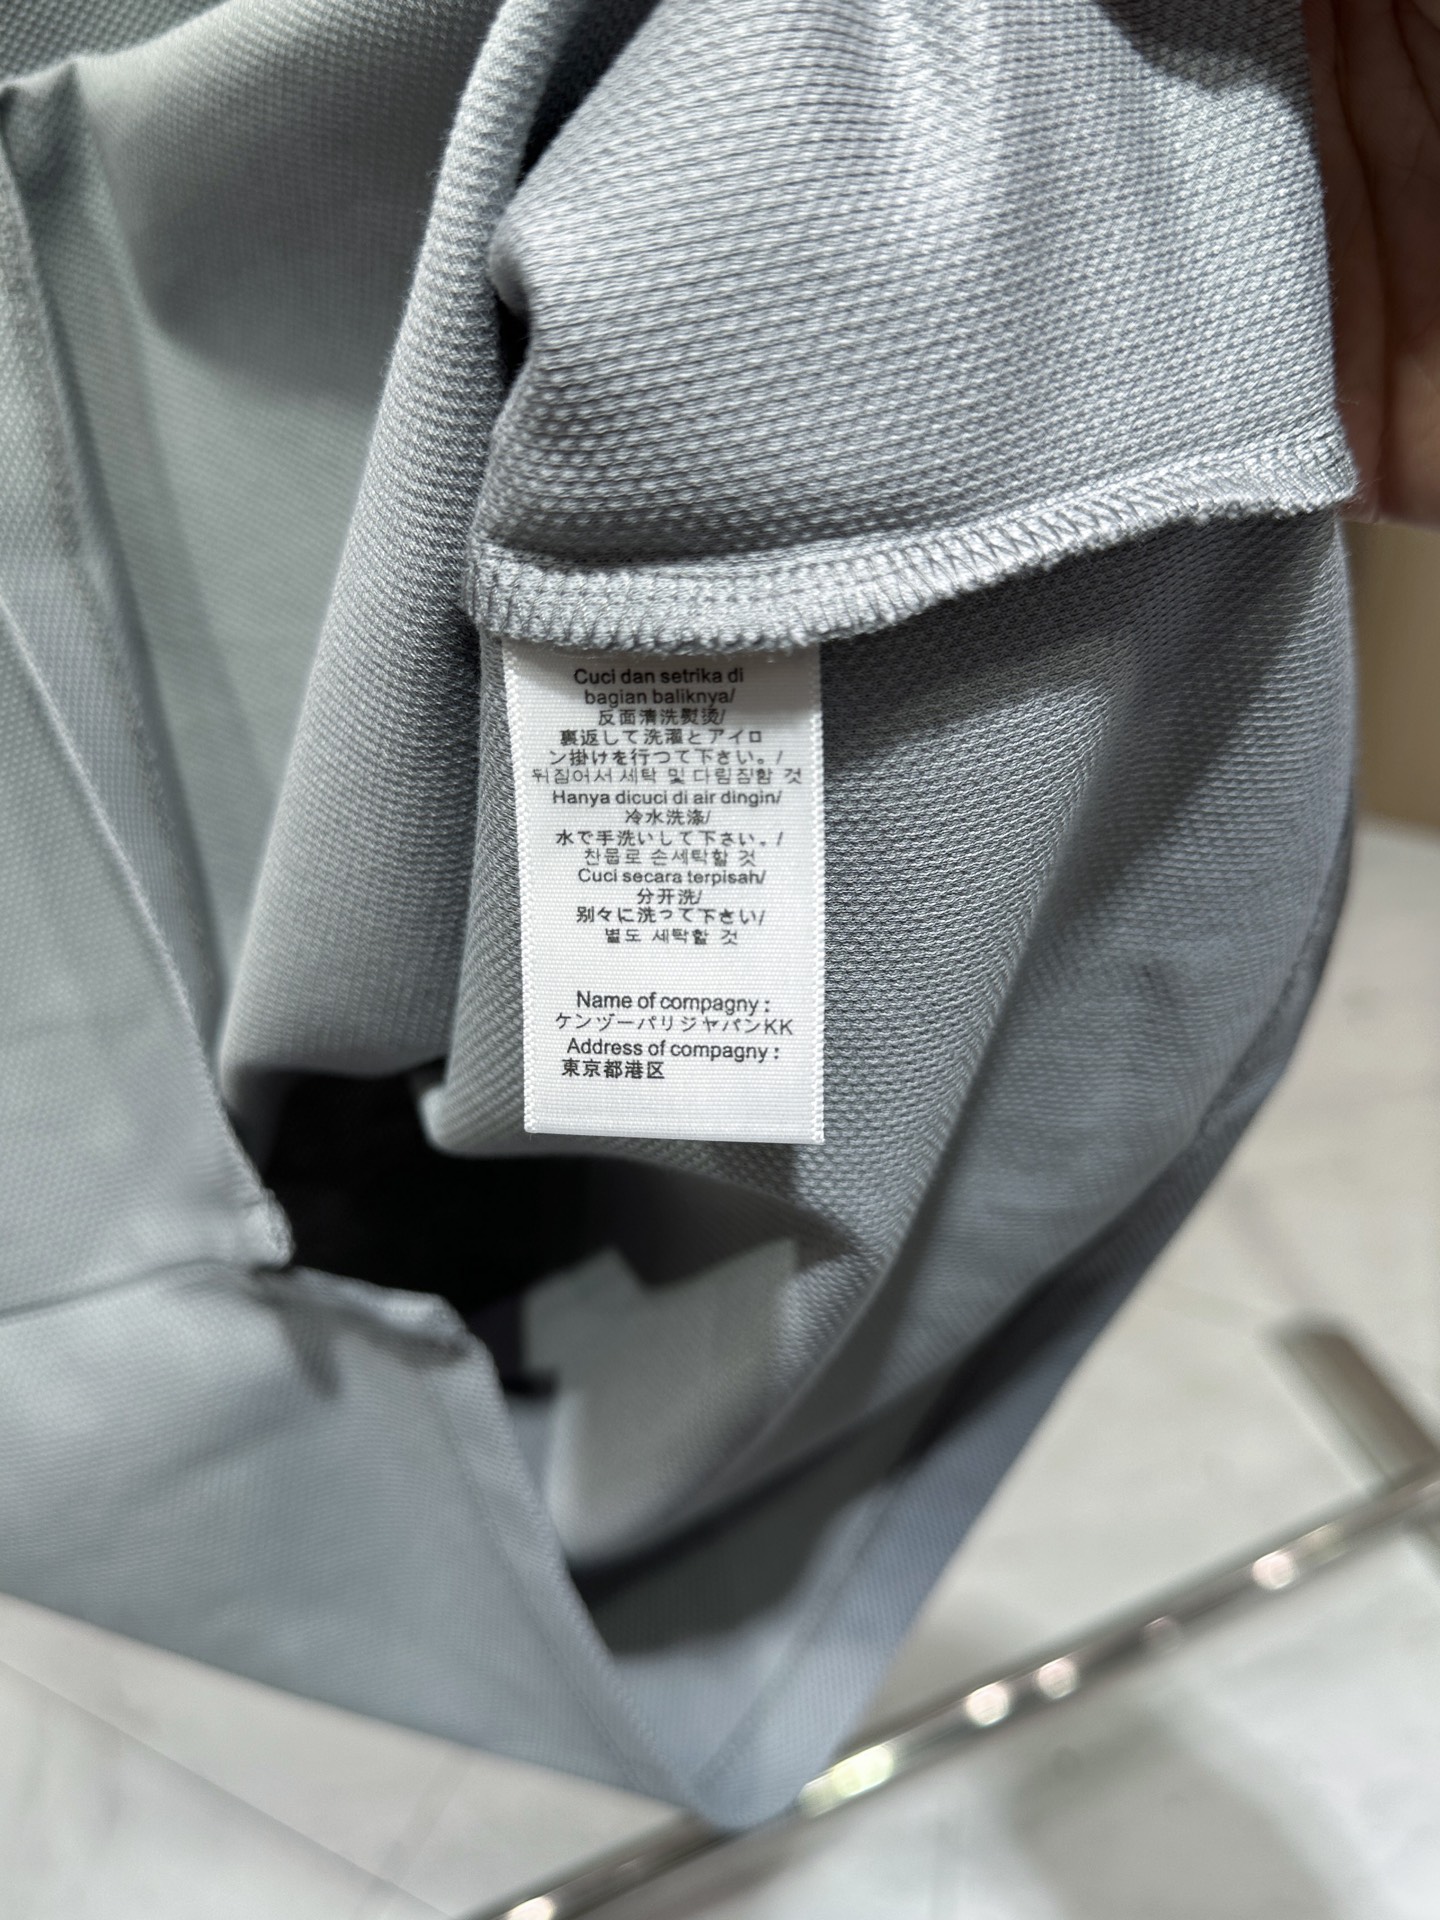 Cuci dan setrika di
bagian baliknya/
反面清洗熨烫/
裏返して洗濯とアイロ
ン掛けを行つて下さい。/
뒤집어서 세탁 및 다림질할 것
Hanya dicuci di air dingin/
冷水洗涤/
水で手洗いして下さい。/
찬물로 손세탁할 것
Cuci secara terpisah/
分开洗/
別々に洗って下さい/
별도 세탁할 것
Name of compagny :
ケンゾーパリジャパンKK
Address of compagny :
東京都港区